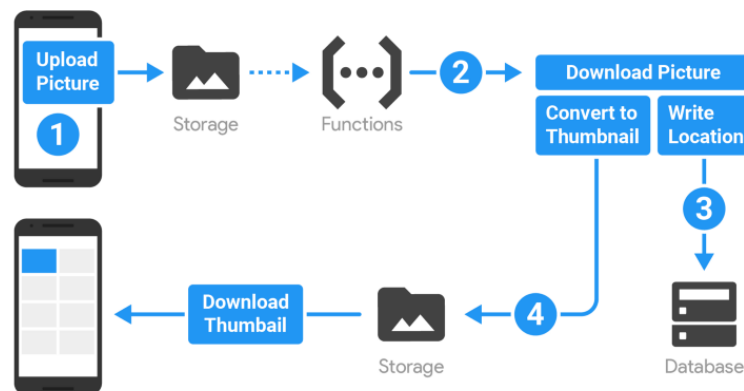 Upload
Picture
1
Storage
Functions
2
Download Picture
Convert to
Thumbnail
Write
Location
3
Database
4
Storage
Download
Thumbail